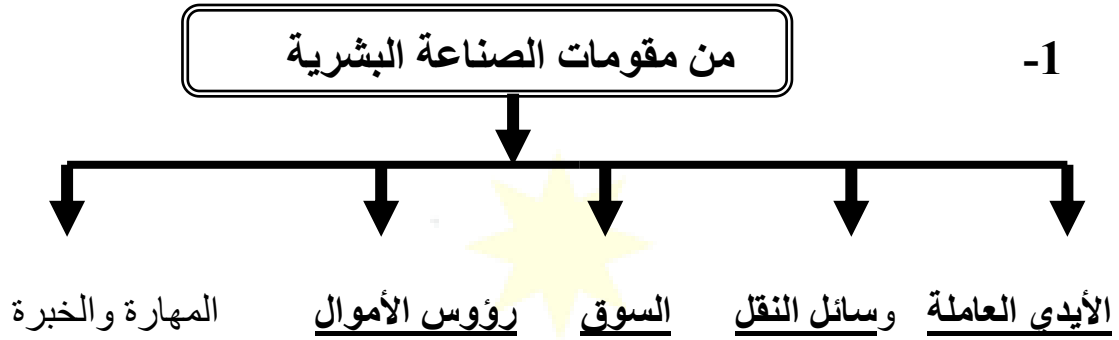 1-
من مقومات الصناعة البشرية
الأيدي العاملة وسائل النقل السوق رؤوس الأموال المهارة والخبرة